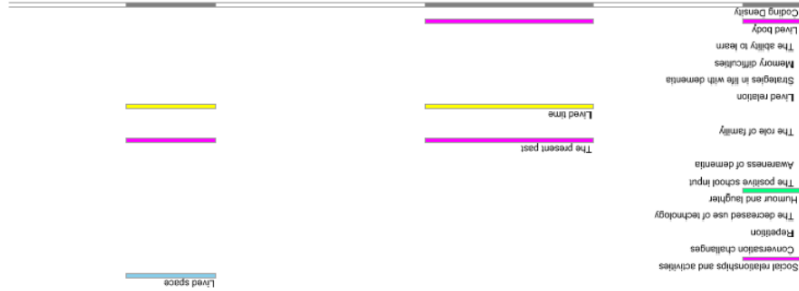 Lived space
Social relationships and activities
Conversation challenges
Repetition
The decreased use of technology
Humour and laughter
The positive school input
Awareness of dementia
The present past
The role of family
Lived time
Lived relation
Strategies in life with dementia
Memory difficulties
The ability to learn
Lived body
Coding Density